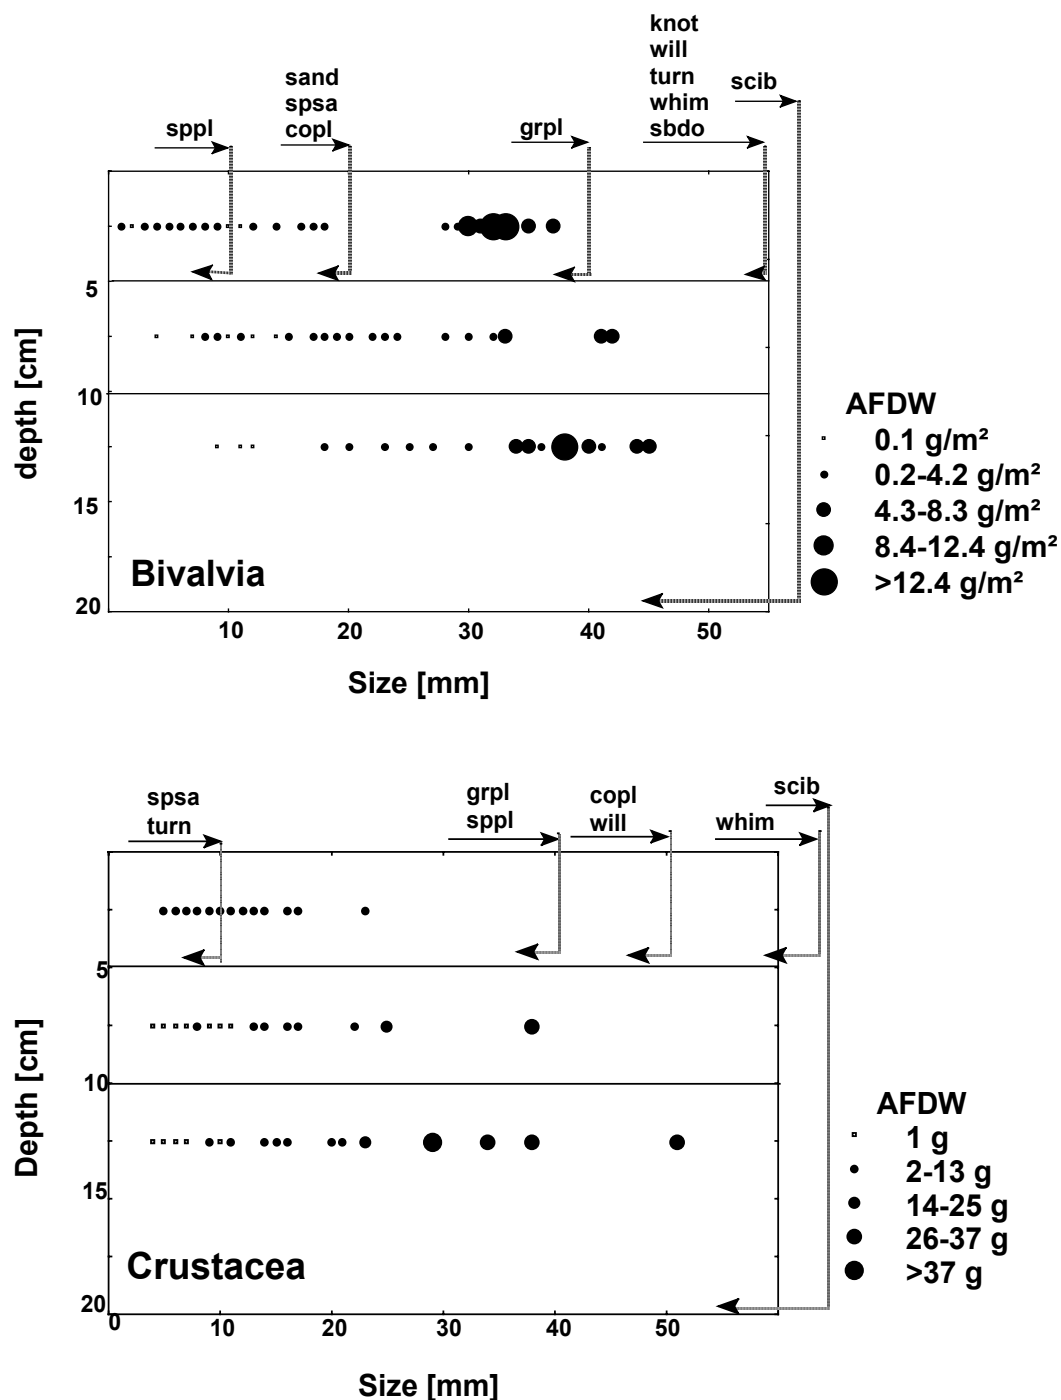 knot
will
turn
whim
sbdo
scib
sand
spsa
copl
sppl
grpl
5
10
15
20
depth [cm]
Bivalvia
10
20
30
40
50
Size [mm]
AFDW
0.1 g/m²
0.2-4.2 g/m²
4.3-8.3 g/m²
8.4-12.4 g/m²
>12.4 g/m²
spsa
turn
grpl
sppl
copl
will
whim
scib
5
10
15
20
Depth [cm]
Crustacea
0
10
20
30
40
50
Size [mm]
AFDW
1 g
2-13 g
14-25 g
26-37 g
>37 g